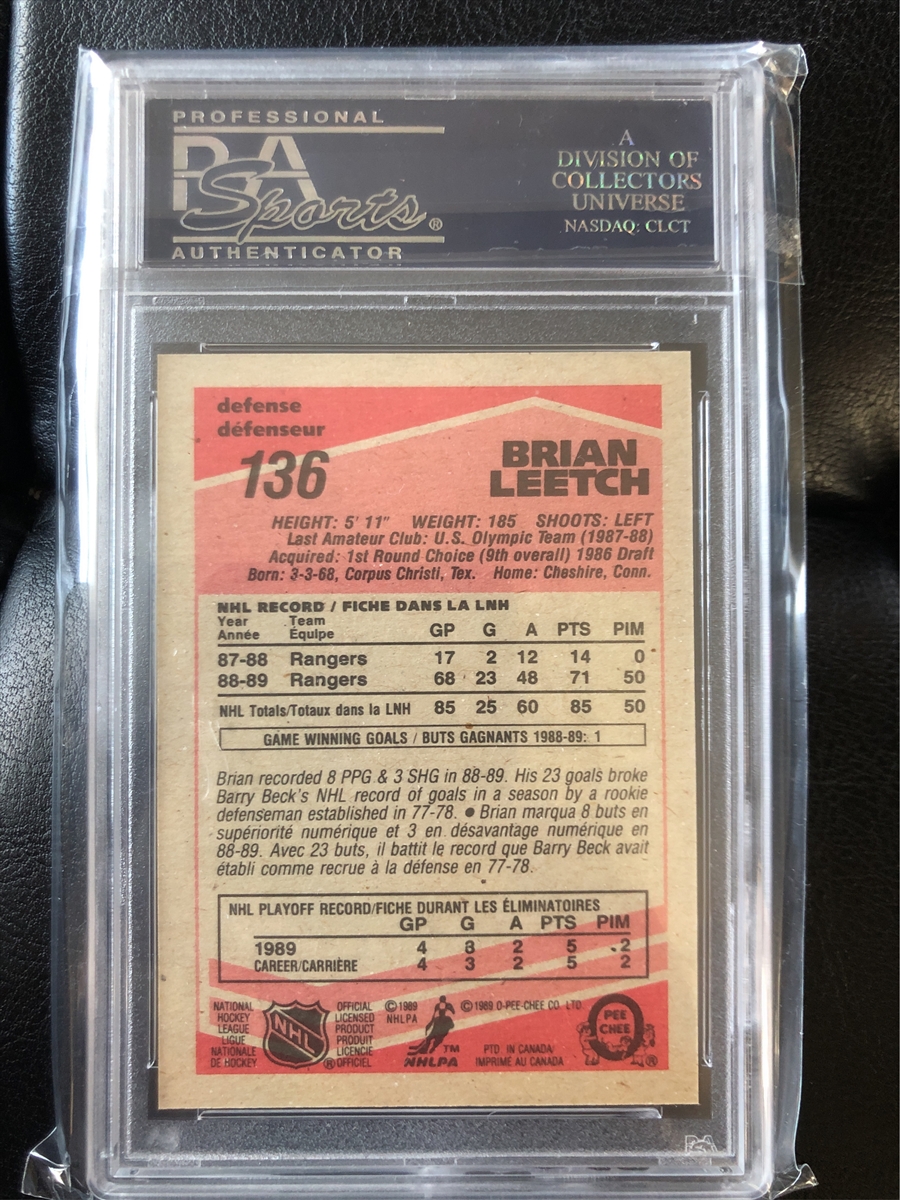 PROFESSIONAL
PSA
Sports®
AUTHENTICATOR
A
DIVISION OF
COLLECTORS
UNIVERSE
NASDAQ: CLCT
defense
défenseur
136
BRIAN
LEETCH
HEIGHT: 5' 11" WEIGHT: 185 SHOOTS: LEFT
Last Amateur Club: U.S. Olympic Team (1987-88)
Acquired: 1st Round Choice (9th overall) 1986 Draft
Born: 3-3-68, Corpus Christi, Tex. Home: Cheshire, Conn.
NHL RECORD / FICHE DANS LA LNH
Year Team
Année Équipe GP G A PTS PIM
87-88 Rangers 17 2 12 14 0
88-89 Rangers 68 23 48 71 50
NHL Totals/Totaux dans la LNH 85 25 60 85 50
GAME WINNING GOALS / BUTS GAGNANTS 1988-89: 1
Brian recorded 8 PPG & 3 SHG in 88-89. His 23 goals broke
Barry Beck's NHL record of goals in a season by a rookie
defenseman established in 77-78. ● Brian marqua 8 buts en
supériorité numérique et 3 en désavantage numérique en
88-89. Avec 23 buts, il battit le record que Barry Beck avait
établi comme recrue à la défense en 77-78.
NHL PLAYOFF RECORD/FICHE DURANT LES ÉLIMINATOIRES
GP G A PTS PIM
1989 4 8 2 5 2
CAREER/CARRIÈRE 4 3 2 5 2
NATIONAL
HOCKEY
LEAGUE
LIGUE
NATIONALE
DE HOCKEY
NHL
®
OFFICIAL
LICENSED
PRODUCT
PRODUIT
LICENCIÉ
OFFICIEL
©1989
NHLPA
TM
NHLPA
©1989 O-PEE-CHEE CO. LTD.
PTD. IN CANADA/
IMPRIMÉ AU CANADA
PEE
CHEE
®
PSA